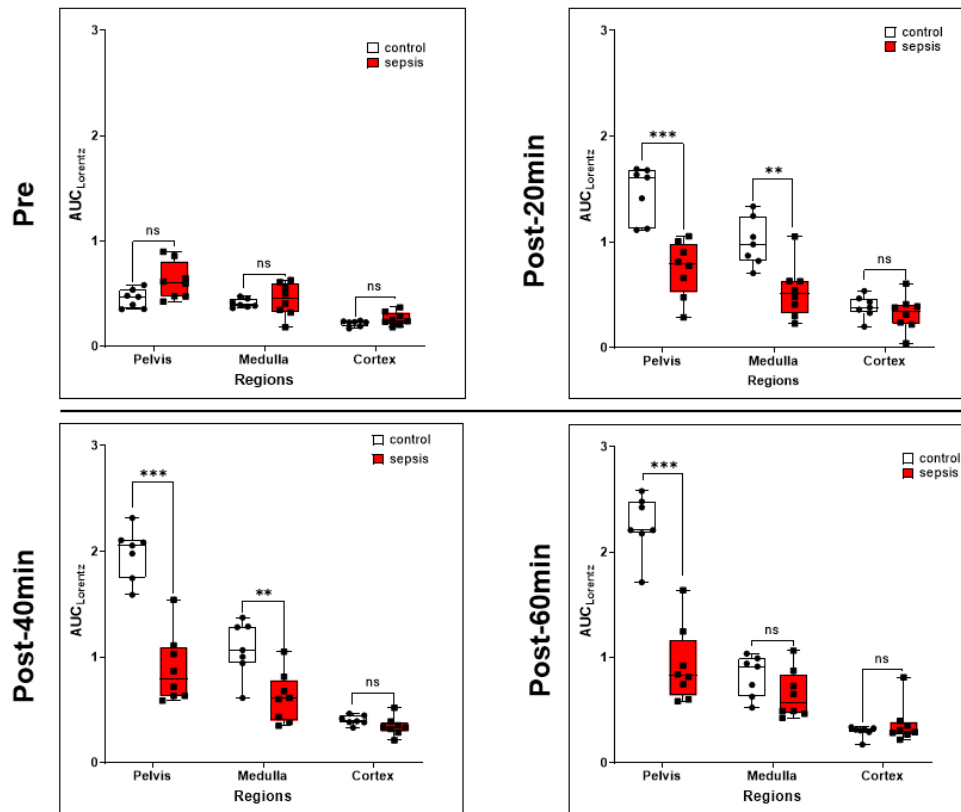 Pre
3
2
1
0
AUCLorentz
control
sepsis
ns
ns
ns
Pelvis
Medulla
Cortex
Regions
Post-20min
3
2
1
0
AUCLorentz
control
sepsis
***
**
ns
Pelvis
Medulla
Cortex
Regions
Post-40min
3
2
1
0
AUCLorentz
control
sepsis
***
**
ns
Pelvis
Medulla
Cortex
Regions
Post-60min
3
2
1
0
AUCLorentz
control
sepsis
***
ns
ns
Pelvis
Medulla
Cortex
Regions